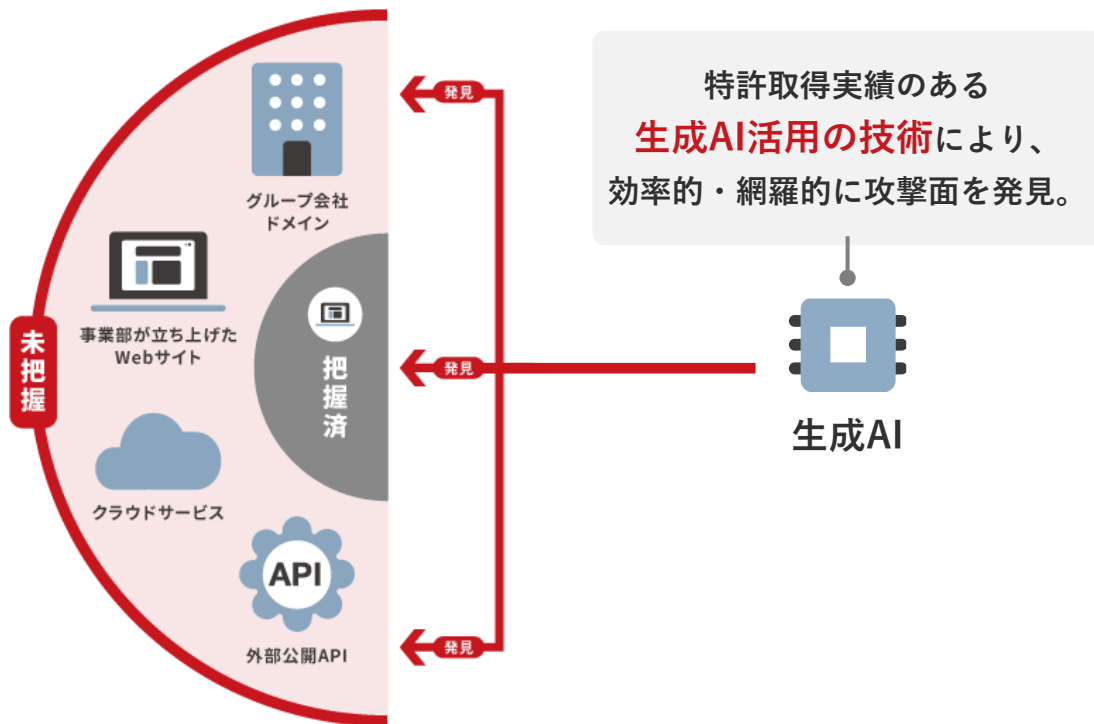 特許取得実績のある
生成AI活用の技術により、
効率的・網羅的に攻撃面を発見。
生成AI
発見
発見
発見
未把握
グループ会社
ドメイン
事業部が立ち上げた
Webサイト
把握済
クラウドサービス
API
外部公開API